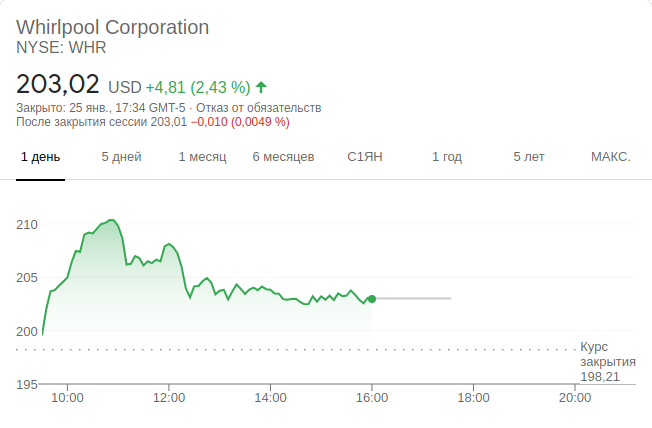 Whirlpool Corporation
NYSE: WHR
203,02 USD +4,81 (2,43 %) ↑
Закрыто: 25 янв., 17:34 GMT-5 · Отказ от обязательств
После закрытия сессии 203,01 −0,010 (0,0049 %)
1 день 5 дней 1 месяц 6 месяцев С1ЯН 1 год 5 лет МАКС.
210
205
200
Курс
закрытия
198,21
195
10:00 12:00 14:00 16:00 18:00 20:00